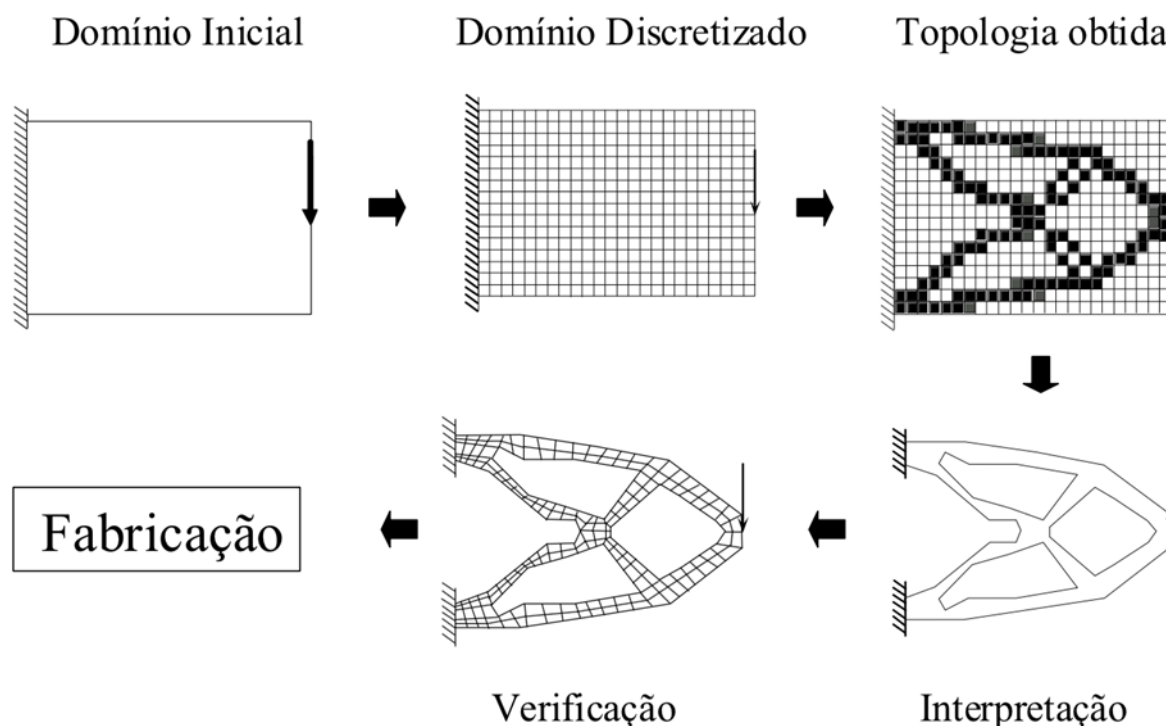 Domínio Inicial
Domínio Discretizado
Topologia obtida
Fabricação
Verificação
Interpretação